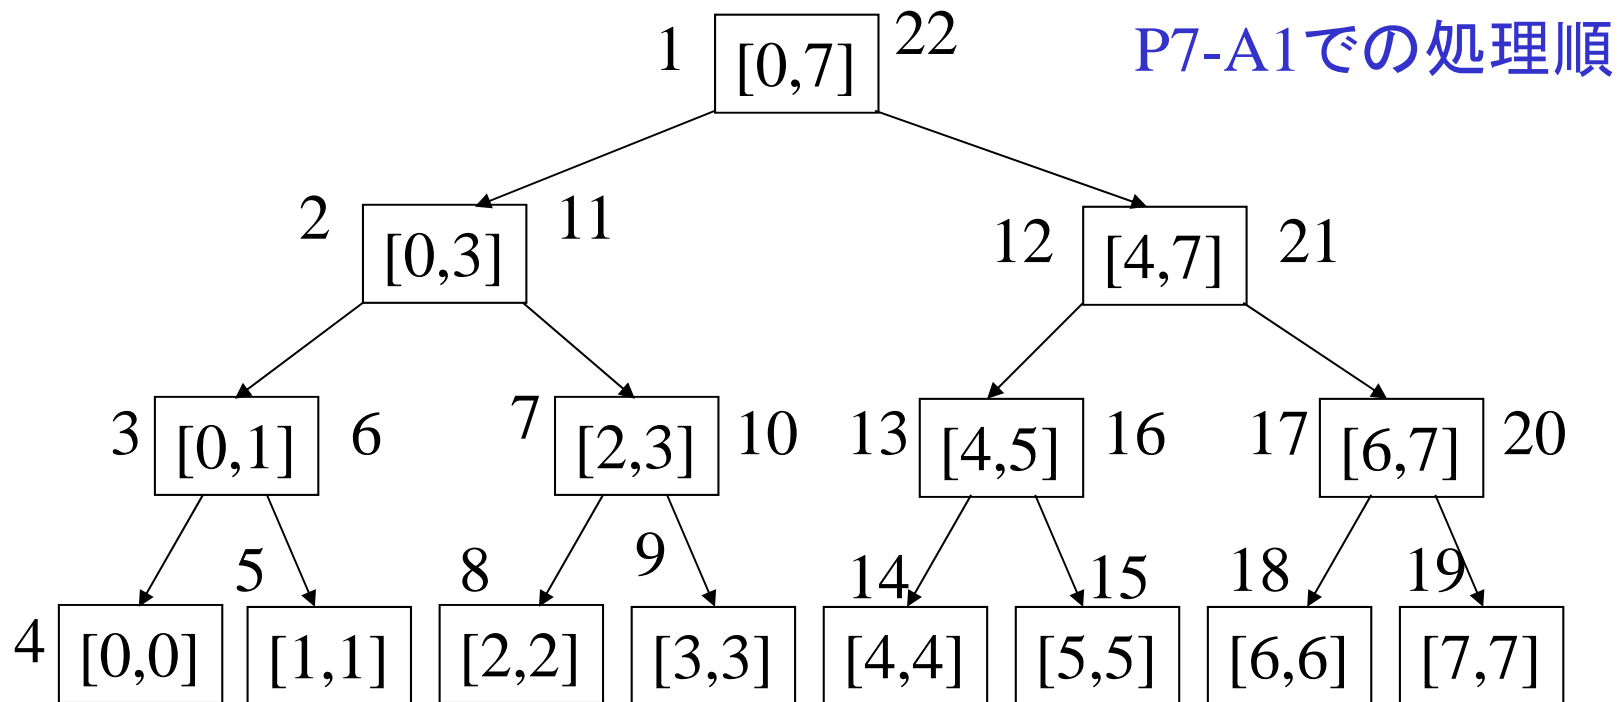 P7-A1での処理順
1 [0,7] 22
2 [0,3] 11 12 [4,7] 21
3 [0,1] 6 7 [2,3] 10 13 [4,5] 16 17 [6,7] 20
5 8 9 14 15 18 19
4 [0,0] [1,1] [2,2] [3,3] [4,4] [5,5] [6,6] [7,7]